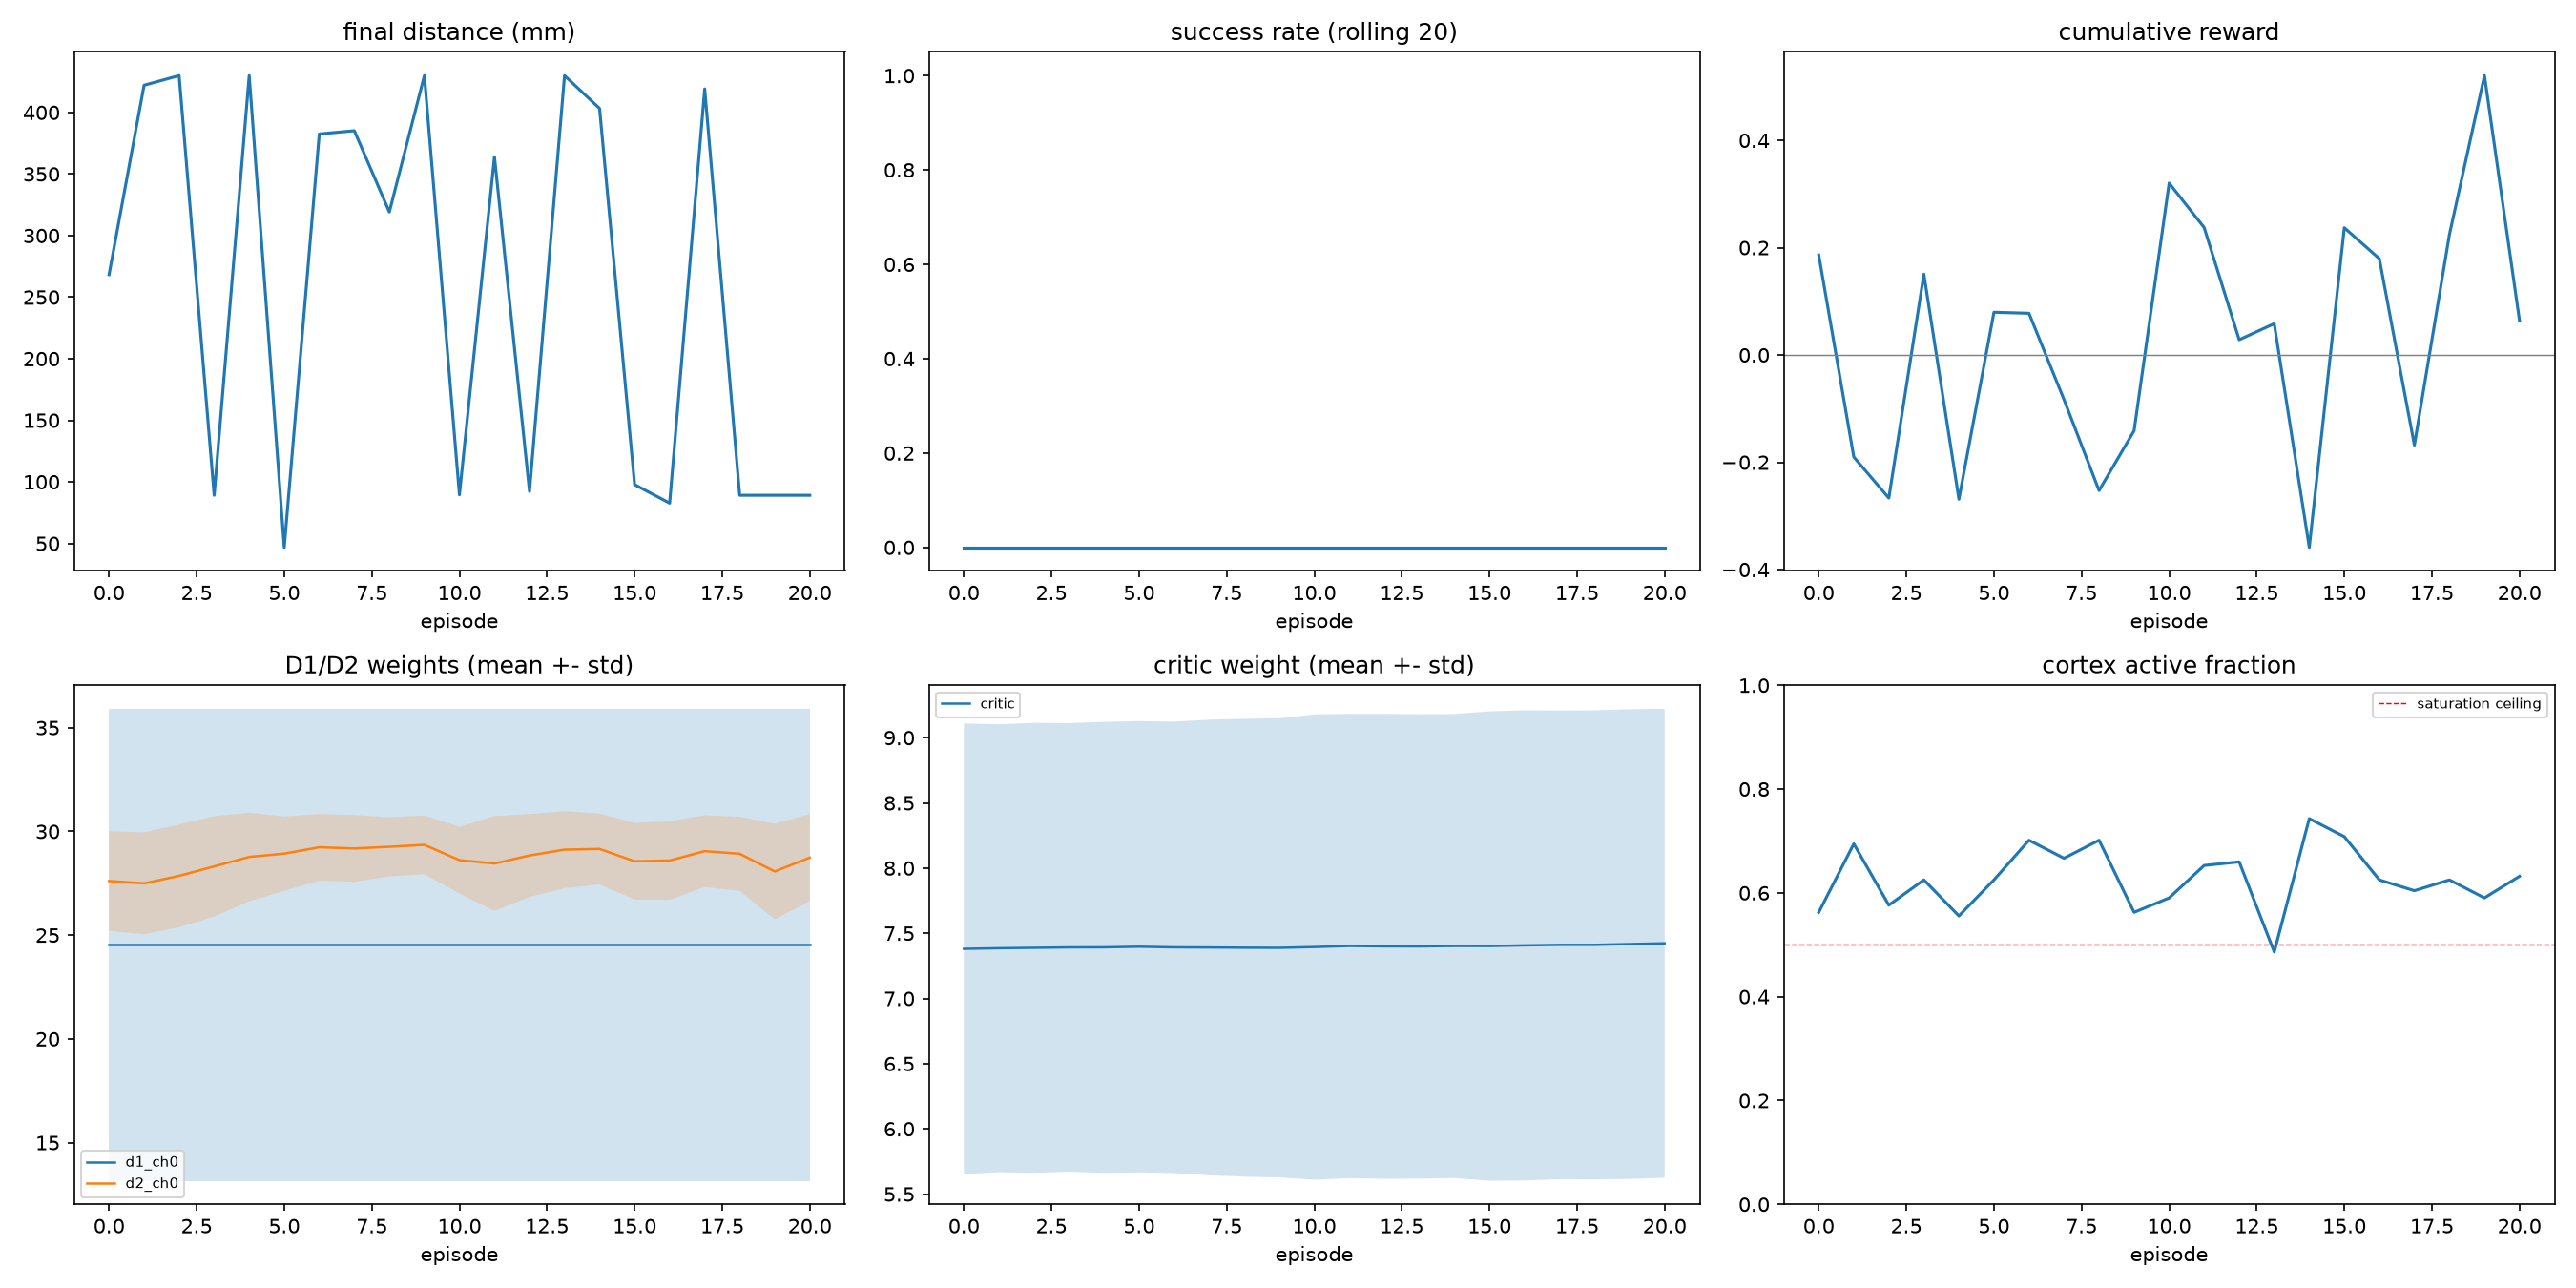 final distance (mm)
400
350
300
250
200
150
100
50
0.0 2.5 5.0 7.5 10.0 12.5 15.0 17.5 20.0
episode
success rate (rolling 20)
1.0
0.8
0.6
0.4
0.2
0.0
0.0 2.5 5.0 7.5 10.0 12.5 15.0 17.5 20.0
episode
cumulative reward
0.4
0.2
0.0
−0.2
−0.4
0.0 2.5 5.0 7.5 10.0 12.5 15.0 17.5 20.0
episode
D1/D2 weights (mean +- std)
35
30
25
20
15
d1_ch0
d2_ch0
0.0 2.5 5.0 7.5 10.0 12.5 15.0 17.5 20.0
episode
critic weight (mean +- std)
critic
9.0
8.5
8.0
7.5
7.0
6.5
6.0
5.5
0.0 2.5 5.0 7.5 10.0 12.5 15.0 17.5 20.0
episode
cortex active fraction
saturation ceiling
1.0
0.8
0.6
0.4
0.2
0.0
0.0 2.5 5.0 7.5 10.0 12.5 15.0 17.5 20.0
episode